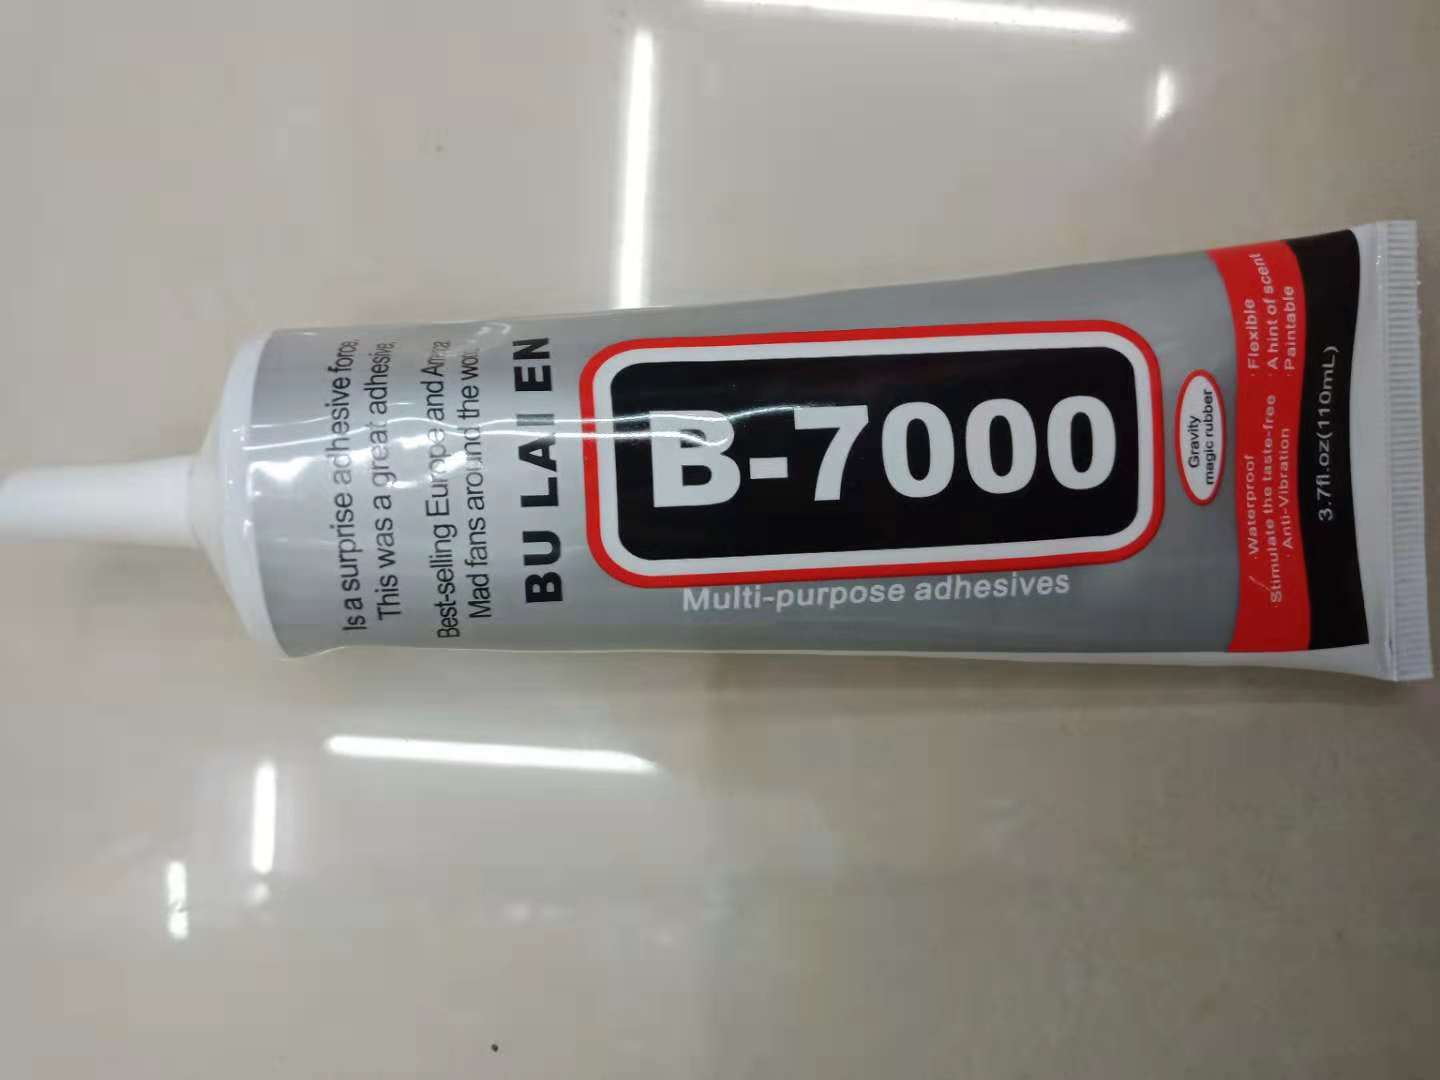 Is a surprise adhesive force,
This was a great adhesive,
Best-selling Europe and
Mad fans around the
BU LAI EN
B-7000
Multi-purpose adhesives
Gravity
magic rubber
· Waterproof · Flexible
· Stimulate the taste-free · A hint of scent
· Anti-Vibration · Paintable
3.7fl.oz(110mL)